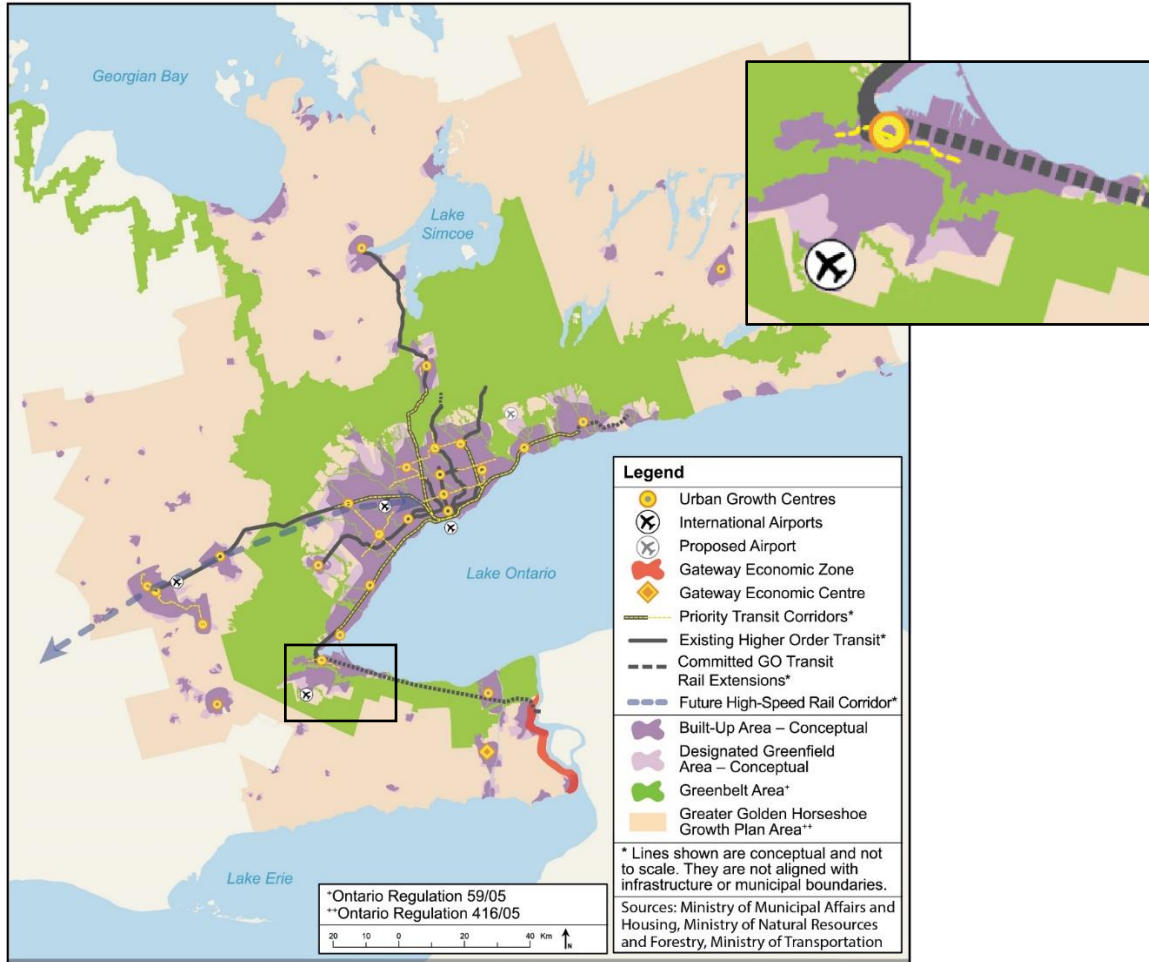 Georgian Bay
Lake
Simcoe
Lake Ontario
Lake Erie
Legend
Urban Growth Centres
International Airports
Proposed Airport
Gateway Economic Zone
Gateway Economic Centre
Priority Transit Corridors*
Existing Higher Order Transit*
Committed GO Transit
Rail Extensions*
Future High-Speed Rail Corridor*
Built-Up Area – Conceptual
Designated Greenfield
Area – Conceptual
Greenbelt Area+
Greater Golden Horseshoe
Growth Plan Area++
* Lines shown are conceptual and not
to scale. They are not aligned with
infrastructure or municipal boundaries.
Sources: Ministry of Municipal Affairs and
Housing, Ministry of Natural Resources
and Forestry, Ministry of Transportation
+Ontario Regulation 59/05
++Ontario Regulation 416/05
20 10 0 20 40 Km
N